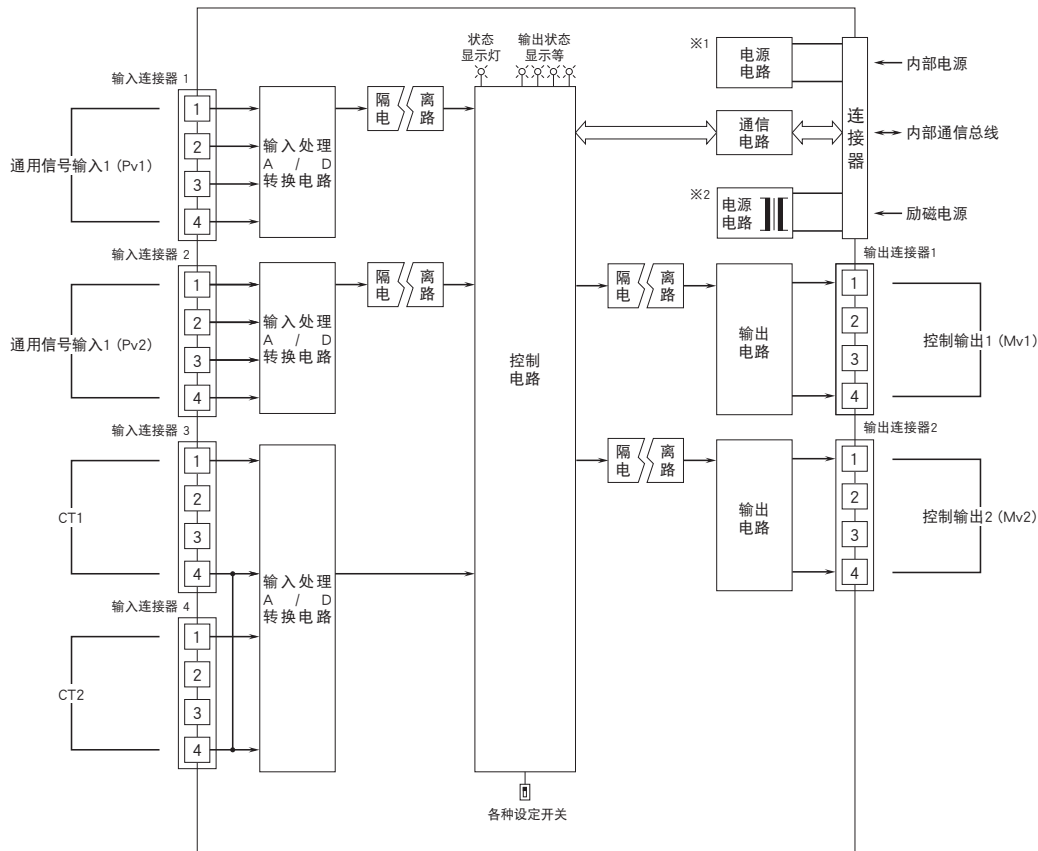 状态
显示灯
输出状态
显示等
※1
电源
电路
内部电源
输入连接器 1
1
2
3
4
通用信号输入1 (Pv1)
输入处理
A / D
转换电路
隔
电
离
路
通信
电路
连
接
器
内部通信总线
※2
电源
电路
励磁电源
输入连接器 2
1
2
3
4
通用信号输入1 (Pv2)
输入处理
A / D
转换电路
隔
电
离
路
控制
电路
隔
电
离
路
输出
电路
输出连接器1
1
2
3
4
控制输出1 (Mv1)
输入连接器 3
1
2
3
4
CT1
输入处理
A / D
转换电路
隔
电
离
路
输出
电路
输出连接器2
1
2
3
4
控制输出2 (Mv2)
输入连接器 4
1
2
3
4
CT2
各种设定开关